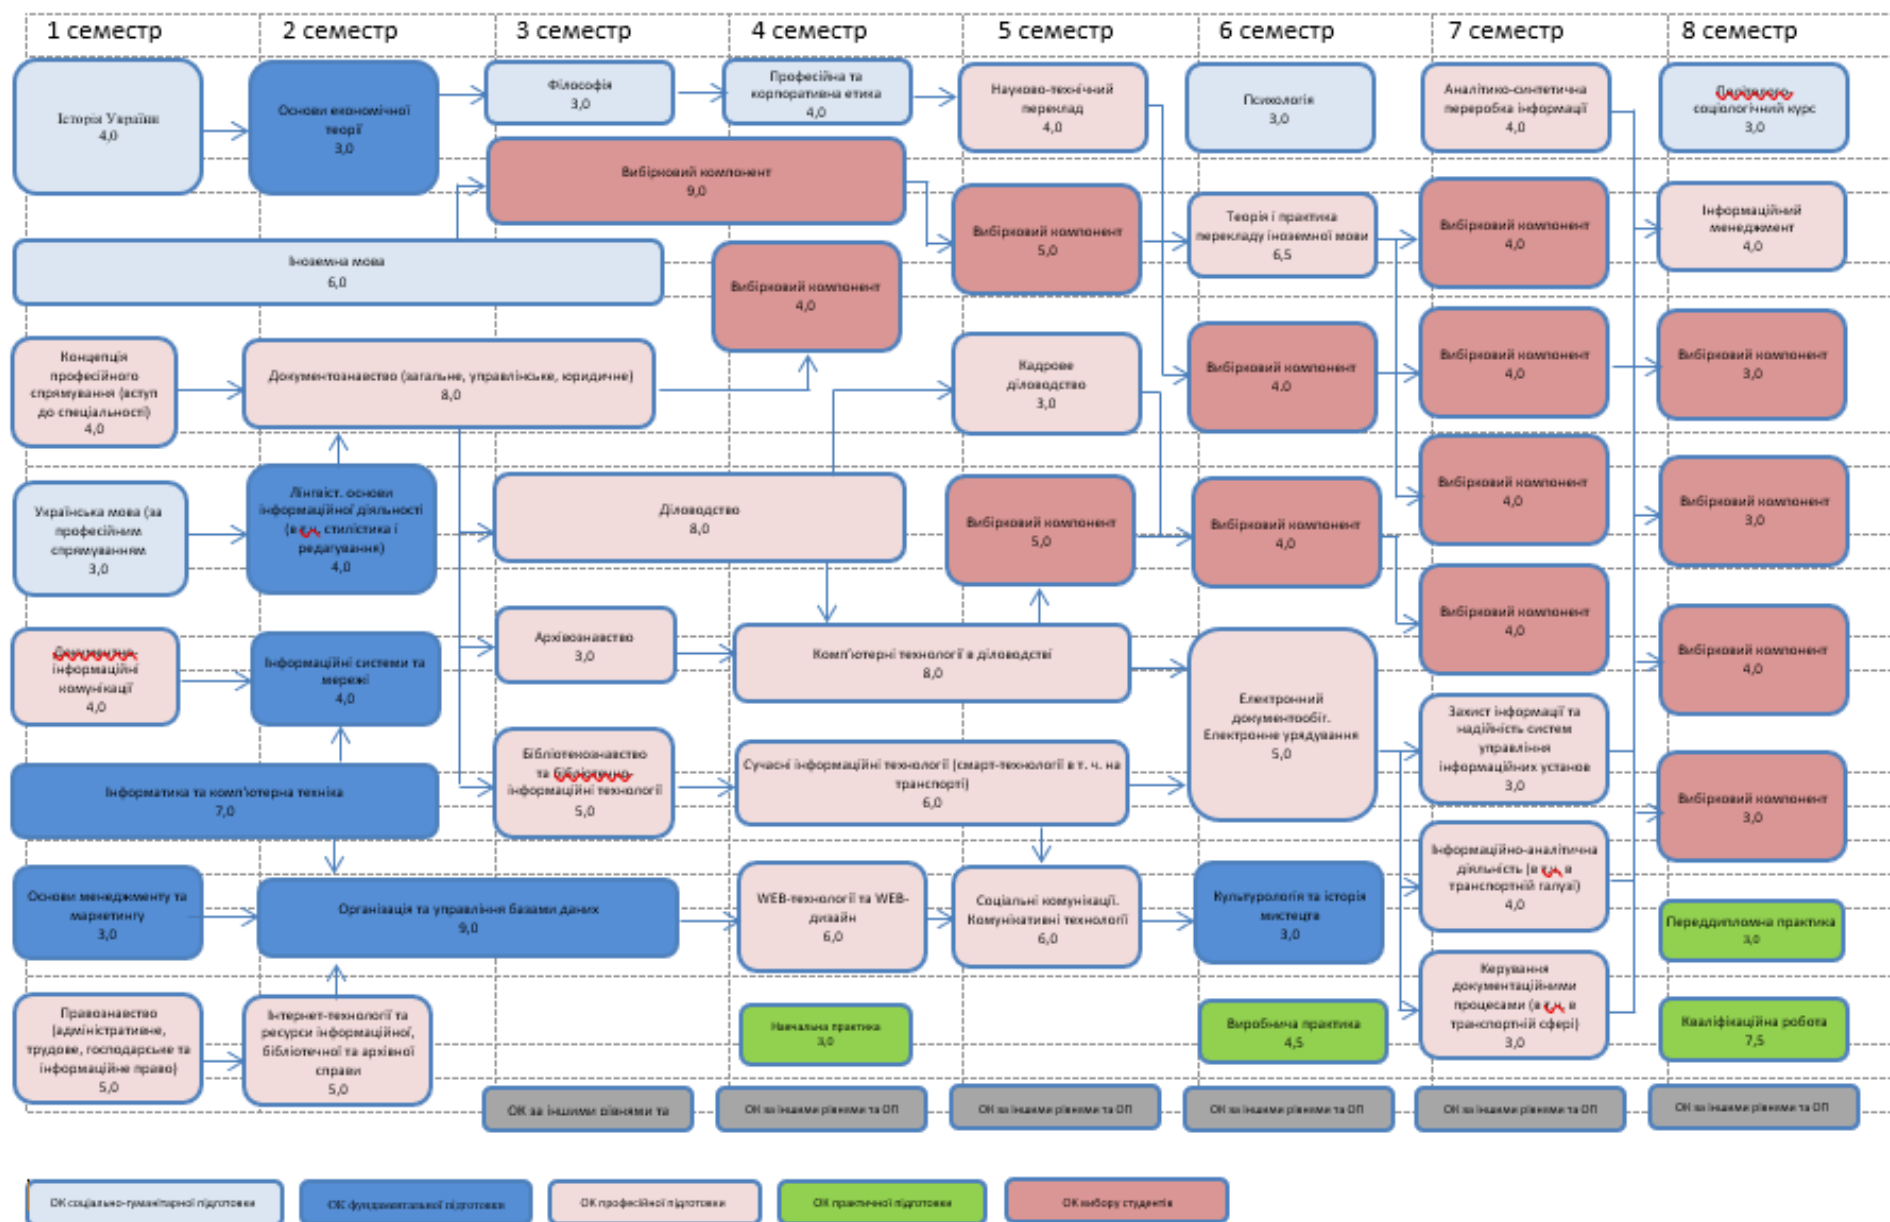 1 семестр
2 семестр
3 семестр
4 семестр
5 семестр
6 семестр
7 семестр
8 семестр
Історія України
4,0
Основи економічної
теорії
3,0
Філософія
3,0
Професійна та
корпоративна етика
4,0
Науково-технічний
переклад
4,0
Психологія
3,0
Аналітико-синтетична
переробка інформації
4,0
соціологічний курс
3,0
Вибірковий компонент
9,0
Вибірковий компонент
5,0
Теорія і практика
перекладу іноземної мови
6,5
Вибірковий компонент
4,0
Інформаційний
менеджмент
4,0
Іноземна мова
6,0
Вибірковий компонент
4,0
Концепція
професійного
спрямування (вступ
до спеціальності)
4,0
Документознавство (загальне, управлінське, юридичне)
8,0
Кадрове
діловодство
3,0
Вибірковий компонент
4,0
Вибірковий компонент
4,0
Вибірковий компонент
3,0
Українська мова (за
професійним
спрямуванням
3,0
Лінгвіст. основи
інформаційної діяльності
(в т.ч. стилістика і
редагування)
4,0
Діловодство
8,0
Вибірковий компонент
5,0
Вибірковий компонент
4,0
Вибірковий компонент
4,0
Вибірковий компонент
3,0
Документно-
інформаційні
комунікації
4,0
Інформаційні системи та
мережі
4,0
Архівознавство
3,0
Комп'ютерні технології в діловодстві
8,0
Електронний
документообіг.
Електронне урядування
5,0
Вибірковий компонент
4,0
Вибірковий компонент
4,0
Інформатика та комп'ютерна техніка
7,0
Бібліотекознавство
та бібліотечно-
інформаційні технології
5,0
Сучасні інформаційні технології (смарт-технології в т. ч. на
транспорті)
6,0
Захист інформації та
надійність систем
управління
інформаційних установ
3,0
Вибірковий компонент
3,0
Основи менеджменту та
маркетингу
3,0
Організація та управління базами даних
9,0
WEB-технології та WEB-
дизайн
6,0
Соціальні комунікації.
Комунікативні технології
6,0
Культурологія та історія
мистецтв
3,0
Інформаційно-аналітична
діяльність (в т.ч. в
транспортній галузі)
4,0
Переддипломна практика
3,0
Правознавство
(адміністративне,
трудове, господарське та
інформаційне право)
5,0
Інтернет-технології та
ресурси інформаційної,
бібліотечної та архівної
справи
5,0
Навчальна практика
3,0
Виробнича практика
4,5
Керування
документаційними
процесами (в т.ч. в
транспортній сфері)
3,0
Кваліфікаційна робота
7,5
ОК за іншими рівнями та
ОК за іншими рівнями та ОП
ОК за іншими рівнями та ОП
ОК за іншими рівнями та ОП
ОК за іншими рівнями та ОП
ОК за іншими рівнями та ОП
ОК соціально-гуманітарної підготовки
ОК фундаментальної підготовки
ОК професійної підготовки
ОК практичної підготовки
ОК вибору студентів